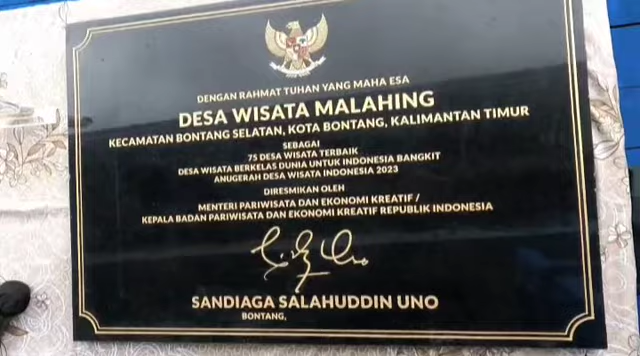 DENGAN RAHMAT TUHAN YANG MAHA ESA
DESA WISATA MALAHING
KECAMATAN BONTANG SELATAN, KOTA BONTANG, KALIMANTAN TIMUR
SEBAGAI
75 DESA WISATA TERBAIK
DESA WISATA BERKELAS DUNIA UNTUK INDONESIA BANGKIT
ANUGERAH DESA WISATA INDONESIA 2023
DIRESMIKAN OLEH
MENTERI PARIWISATA DAN EKONOMI KREATIF /
KEPALA BADAN PARIWISATA DAN EKONOMI KREATIF REPUBLIK INDONESIA
SANDIAGA SALAHUDDIN UNO
BONTANG,